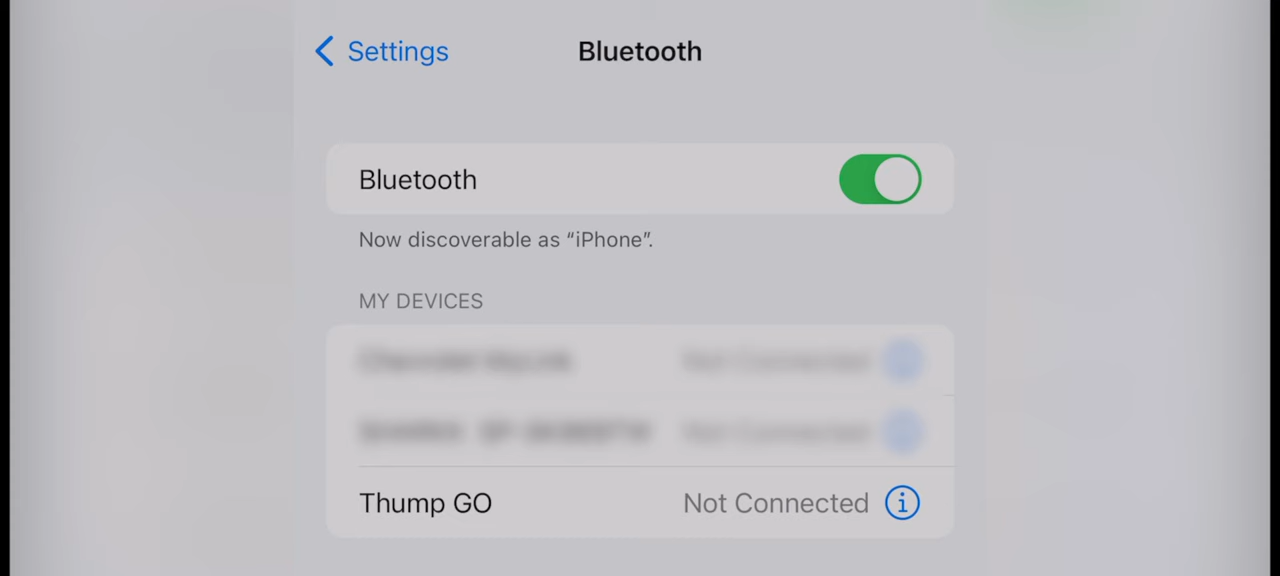 Settings
Bluetooth
Bluetooth
Now discoverable as “iPhone”.
MY DEVICES
Thump GO Not Connected